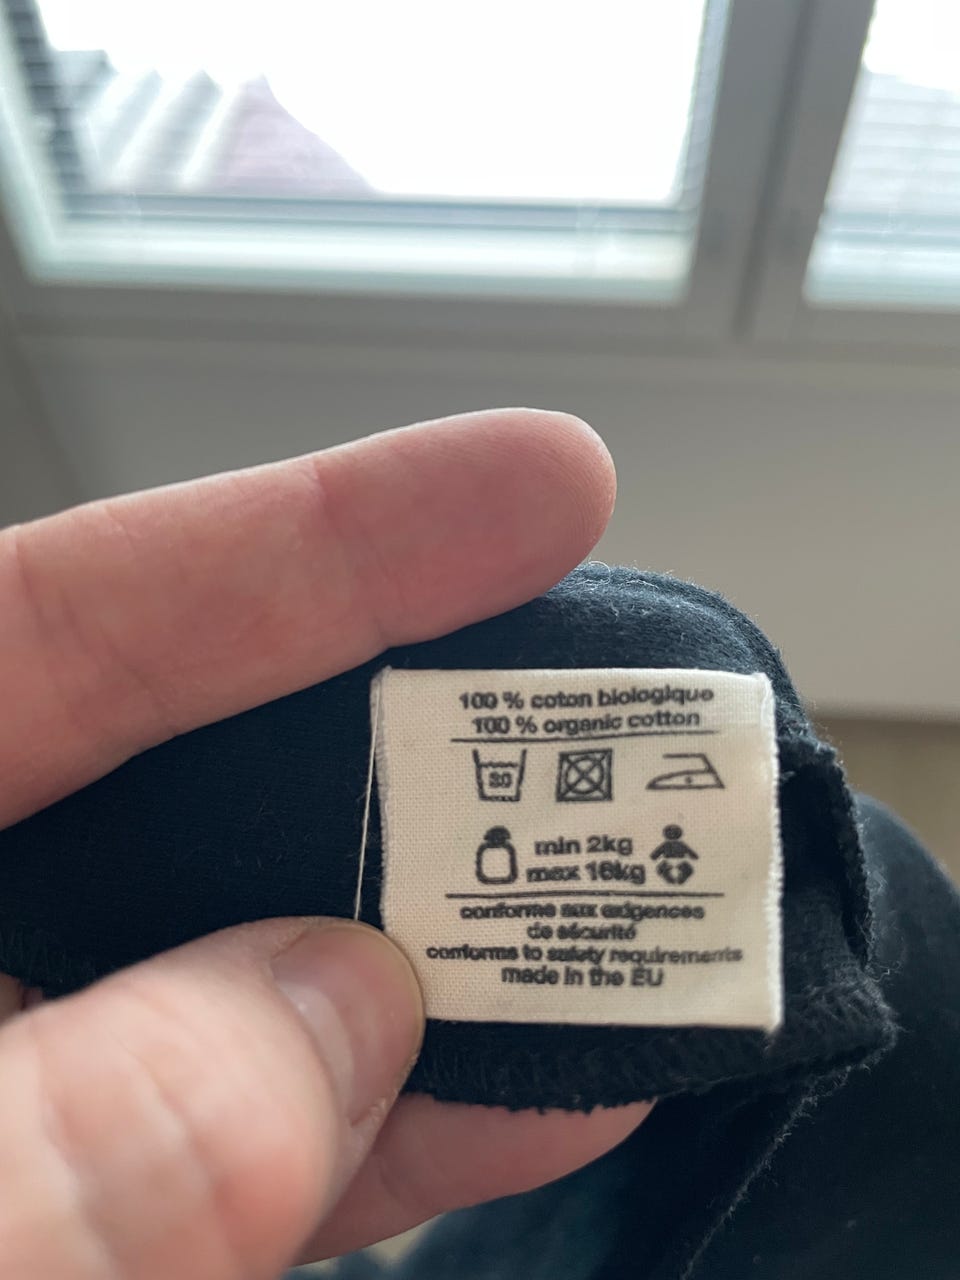 100 % coton biologique
100 % organic cotton
30
min 2kg
max 16kg
conforme aux exigences
de sécurité
conforms to safety requirements
made in the EU